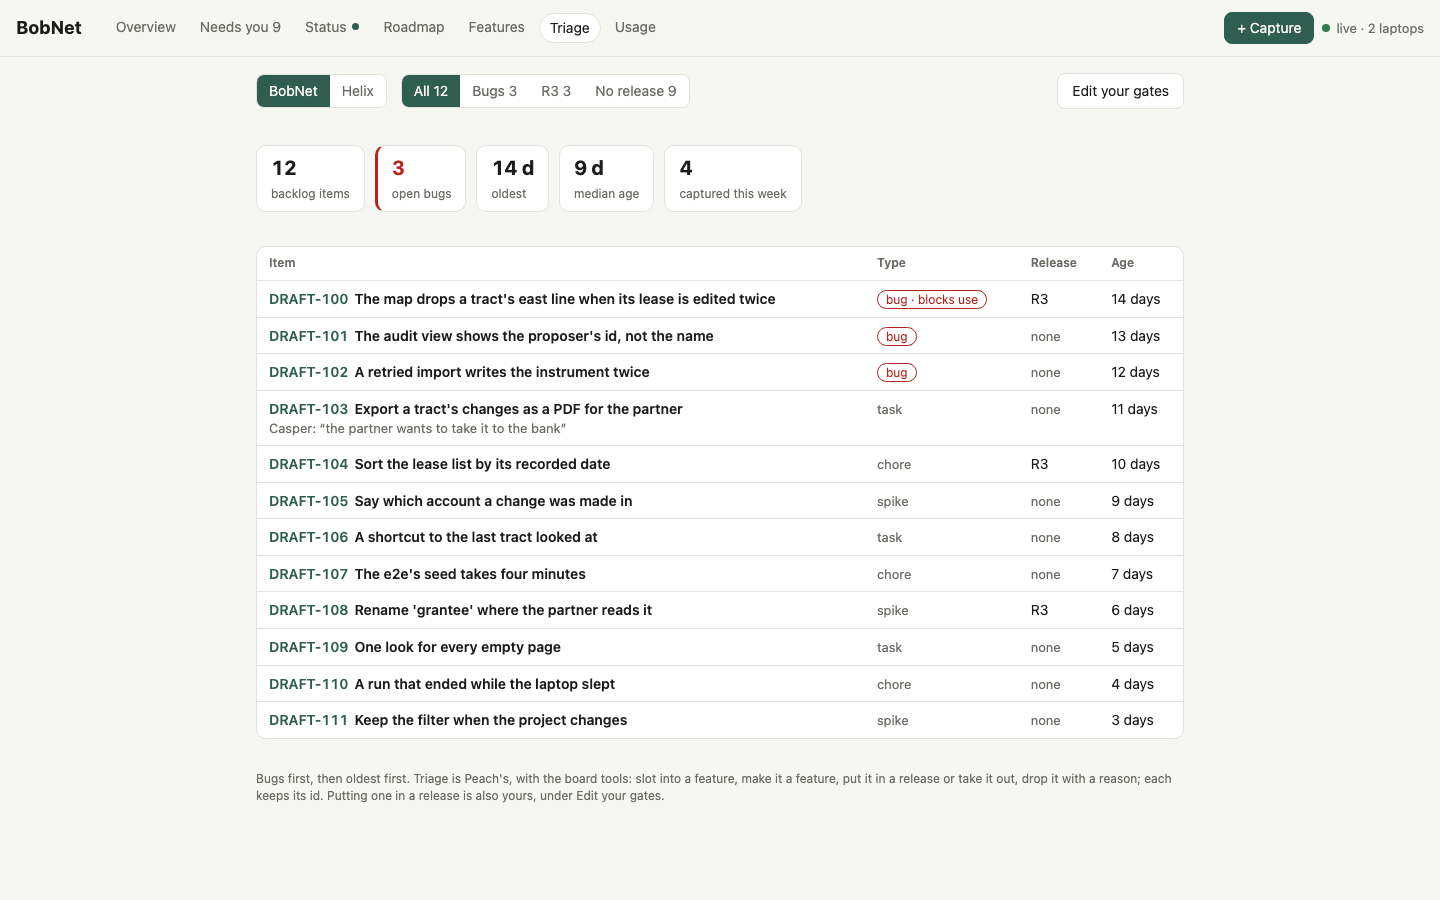 BobNet
Overview
Needs you 9
Status
Roadmap
Features
Triage
Usage
+ Capture
live · 2 laptops
BobNet
Helix
All 12
Bugs 3
R3 3
No release 9
Edit your gates
12
backlog items
3
open bugs
14 d
oldest
9 d
median age
4
captured this week
Item Type Release Age
DRAFT-100 The map drops a tract's east line when its lease is edited twice bug · blocks use R3 14 days
DRAFT-101 The audit view shows the proposer's id, not the name bug none 13 days
DRAFT-102 A retried import writes the instrument twice bug none 12 days
DRAFT-103 Export a tract's changes as a PDF for the partner task none 11 days
Casper: “the partner wants to take it to the bank”
DRAFT-104 Sort the lease list by its recorded date chore R3 10 days
DRAFT-105 Say which account a change was made in spike none 9 days
DRAFT-106 A shortcut to the last tract looked at task none 8 days
DRAFT-107 The e2e's seed takes four minutes chore none 7 days
DRAFT-108 Rename 'grantee' where the partner reads it spike R3 6 days
DRAFT-109 One look for every empty page task none 5 days
DRAFT-110 A run that ended while the laptop slept chore none 4 days
DRAFT-111 Keep the filter when the project changes spike none 3 days
Bugs first, then oldest first. Triage is Peach's, with the board tools: slot into a feature, make it a feature, put it in a release or take it out, drop it with a reason; each
keeps its id. Putting one in a release is also yours, under Edit your gates.